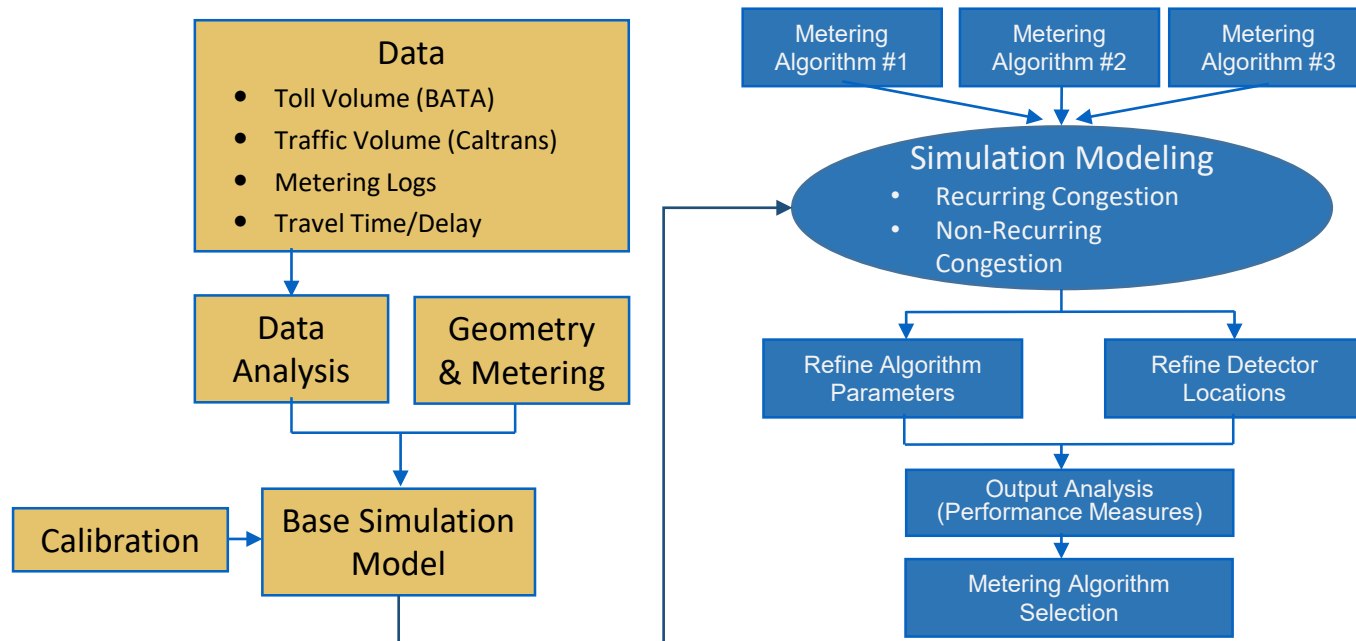 Data
• Toll Volume (BATA)
• Traffic Volume (Caltrans)
• Metering Logs
• Travel Time/Delay
Data
Analysis
Geometry
& Metering
Calibration
Base Simulation
Model
Metering
Algorithm #1
Metering
Algorithm #2
Metering
Algorithm #3
Simulation Modeling
• Recurring Congestion
• Non-Recurring
Congestion
Refine Algorithm
Parameters
Refine Detector
Locations
Output Analysis
(Performance Measures)
Metering Algorithm
Selection